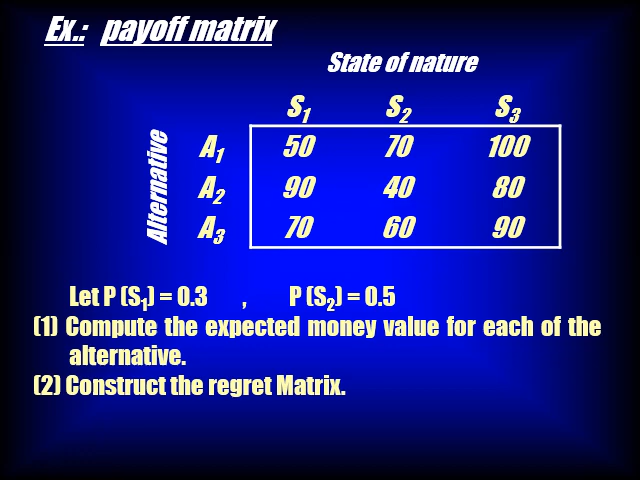 Ex.: payoff matrix
State of nature
S1 S2 S3
Alternative
A1 50 70 100
A2 90 40 80
A3 70 60 90
Let P (S1) = 0.3 , P (S2) = 0.5
(1) Compute the expected money value for each of the
alternative.
(2) Construct the regret Matrix.